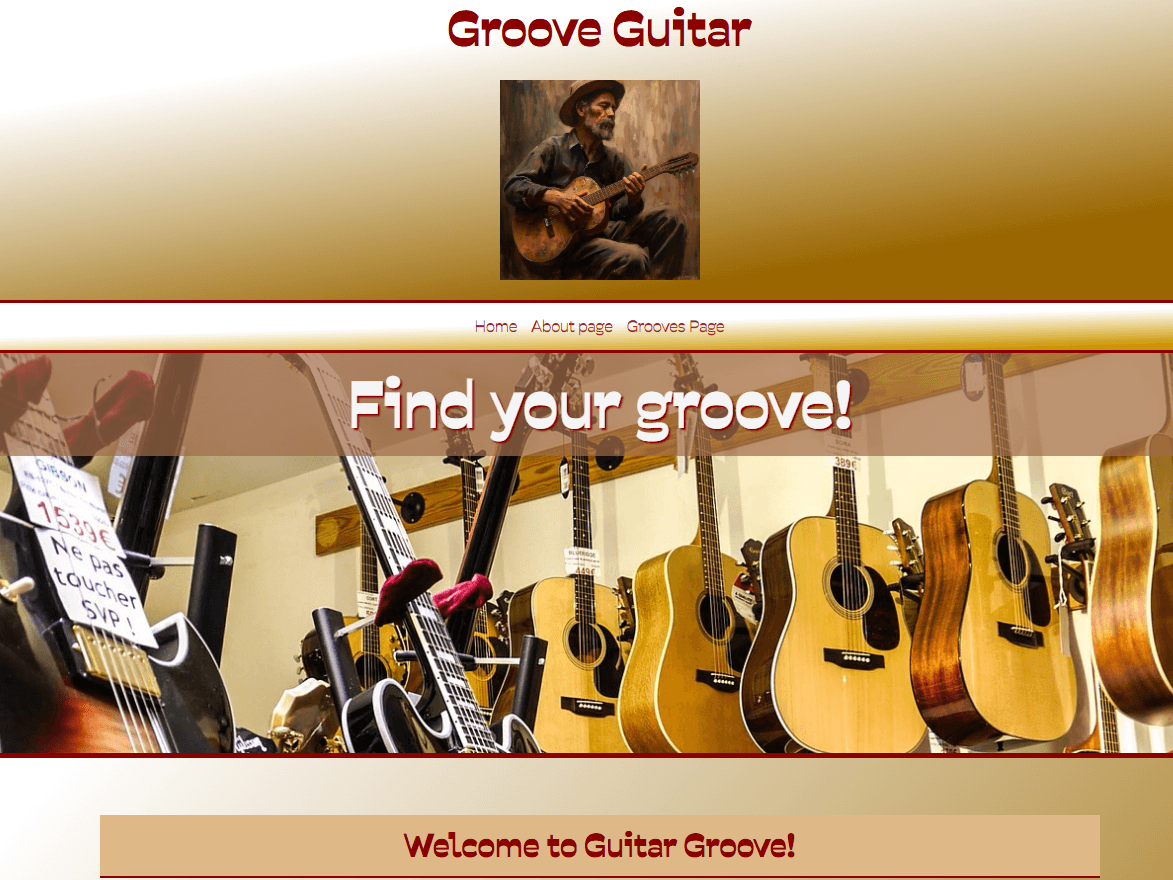 Groove Guitar
Home About page Grooves Page
Find your groove!
389€
GIBSON
1539€
Ne pas
toucher
SVP !
449€
Welcome to Guitar Groove!